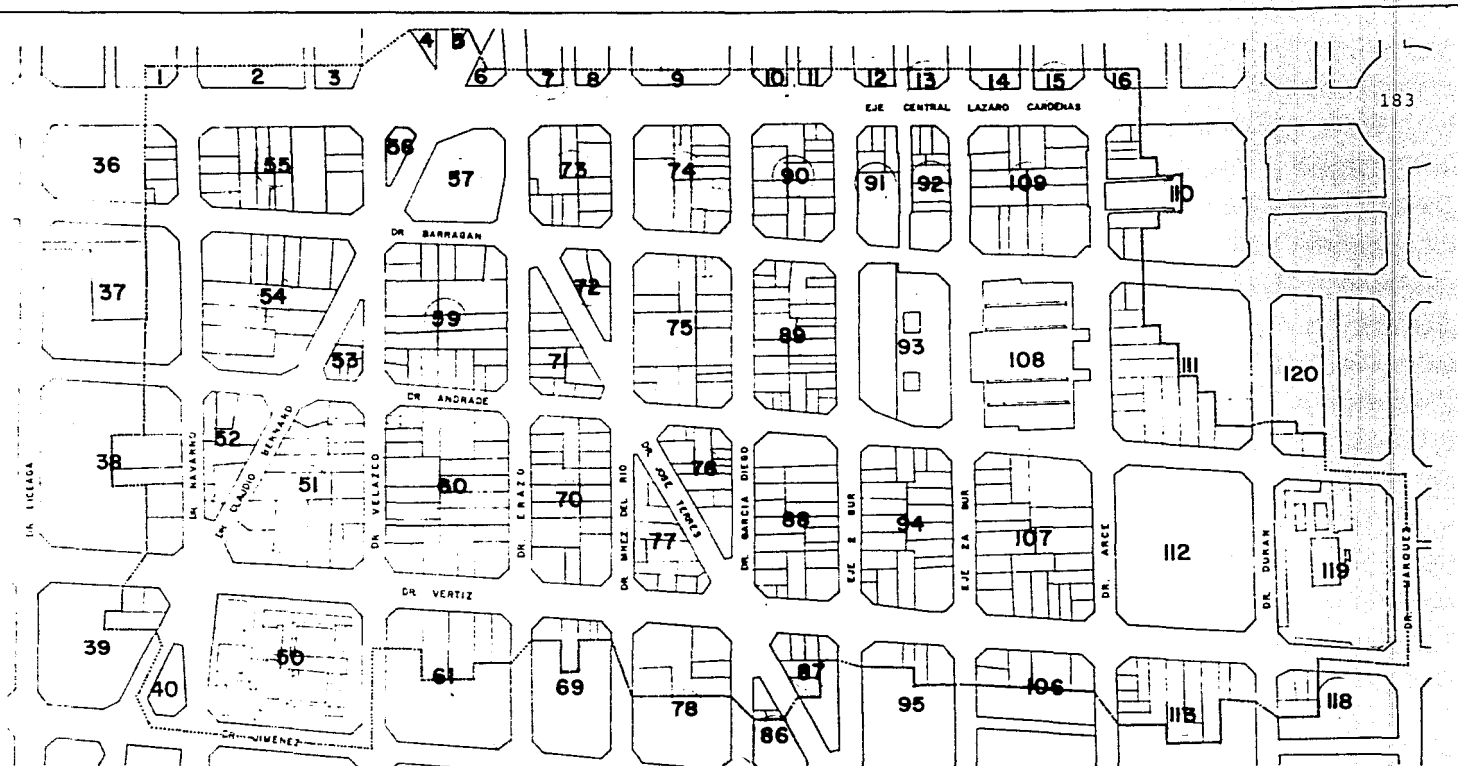 4 5
1 2 3 6 7 8 9 10 11 12 13 14 15 16
EJE CENTRAL LAZARO CARDENAS
183
36 55 56 57 73 74 90 91 92 109 110
DR BARRAGAN
37 54 53 59 72 71 75 89 93 108 111 120
DR ANDRADE
38 52 51 60 70 76 77 88 94 107 112 119
DR LICEAGA
DR NAVARRO
DR CLAUDIO BERNARD
DR VELAZCO
DR ERAZO
DR MNEZ DEL RIO
DR JOSE TERRES
DR GARCIA DIEGO
EJE 2 SUR
EJE 2A SUR
DR ARCE
DR DURAN
DR MARQUEZ
DR VERTIZ
39 40 50 61 69 78 87 86 95 106 113 118
DR JIMENEZ